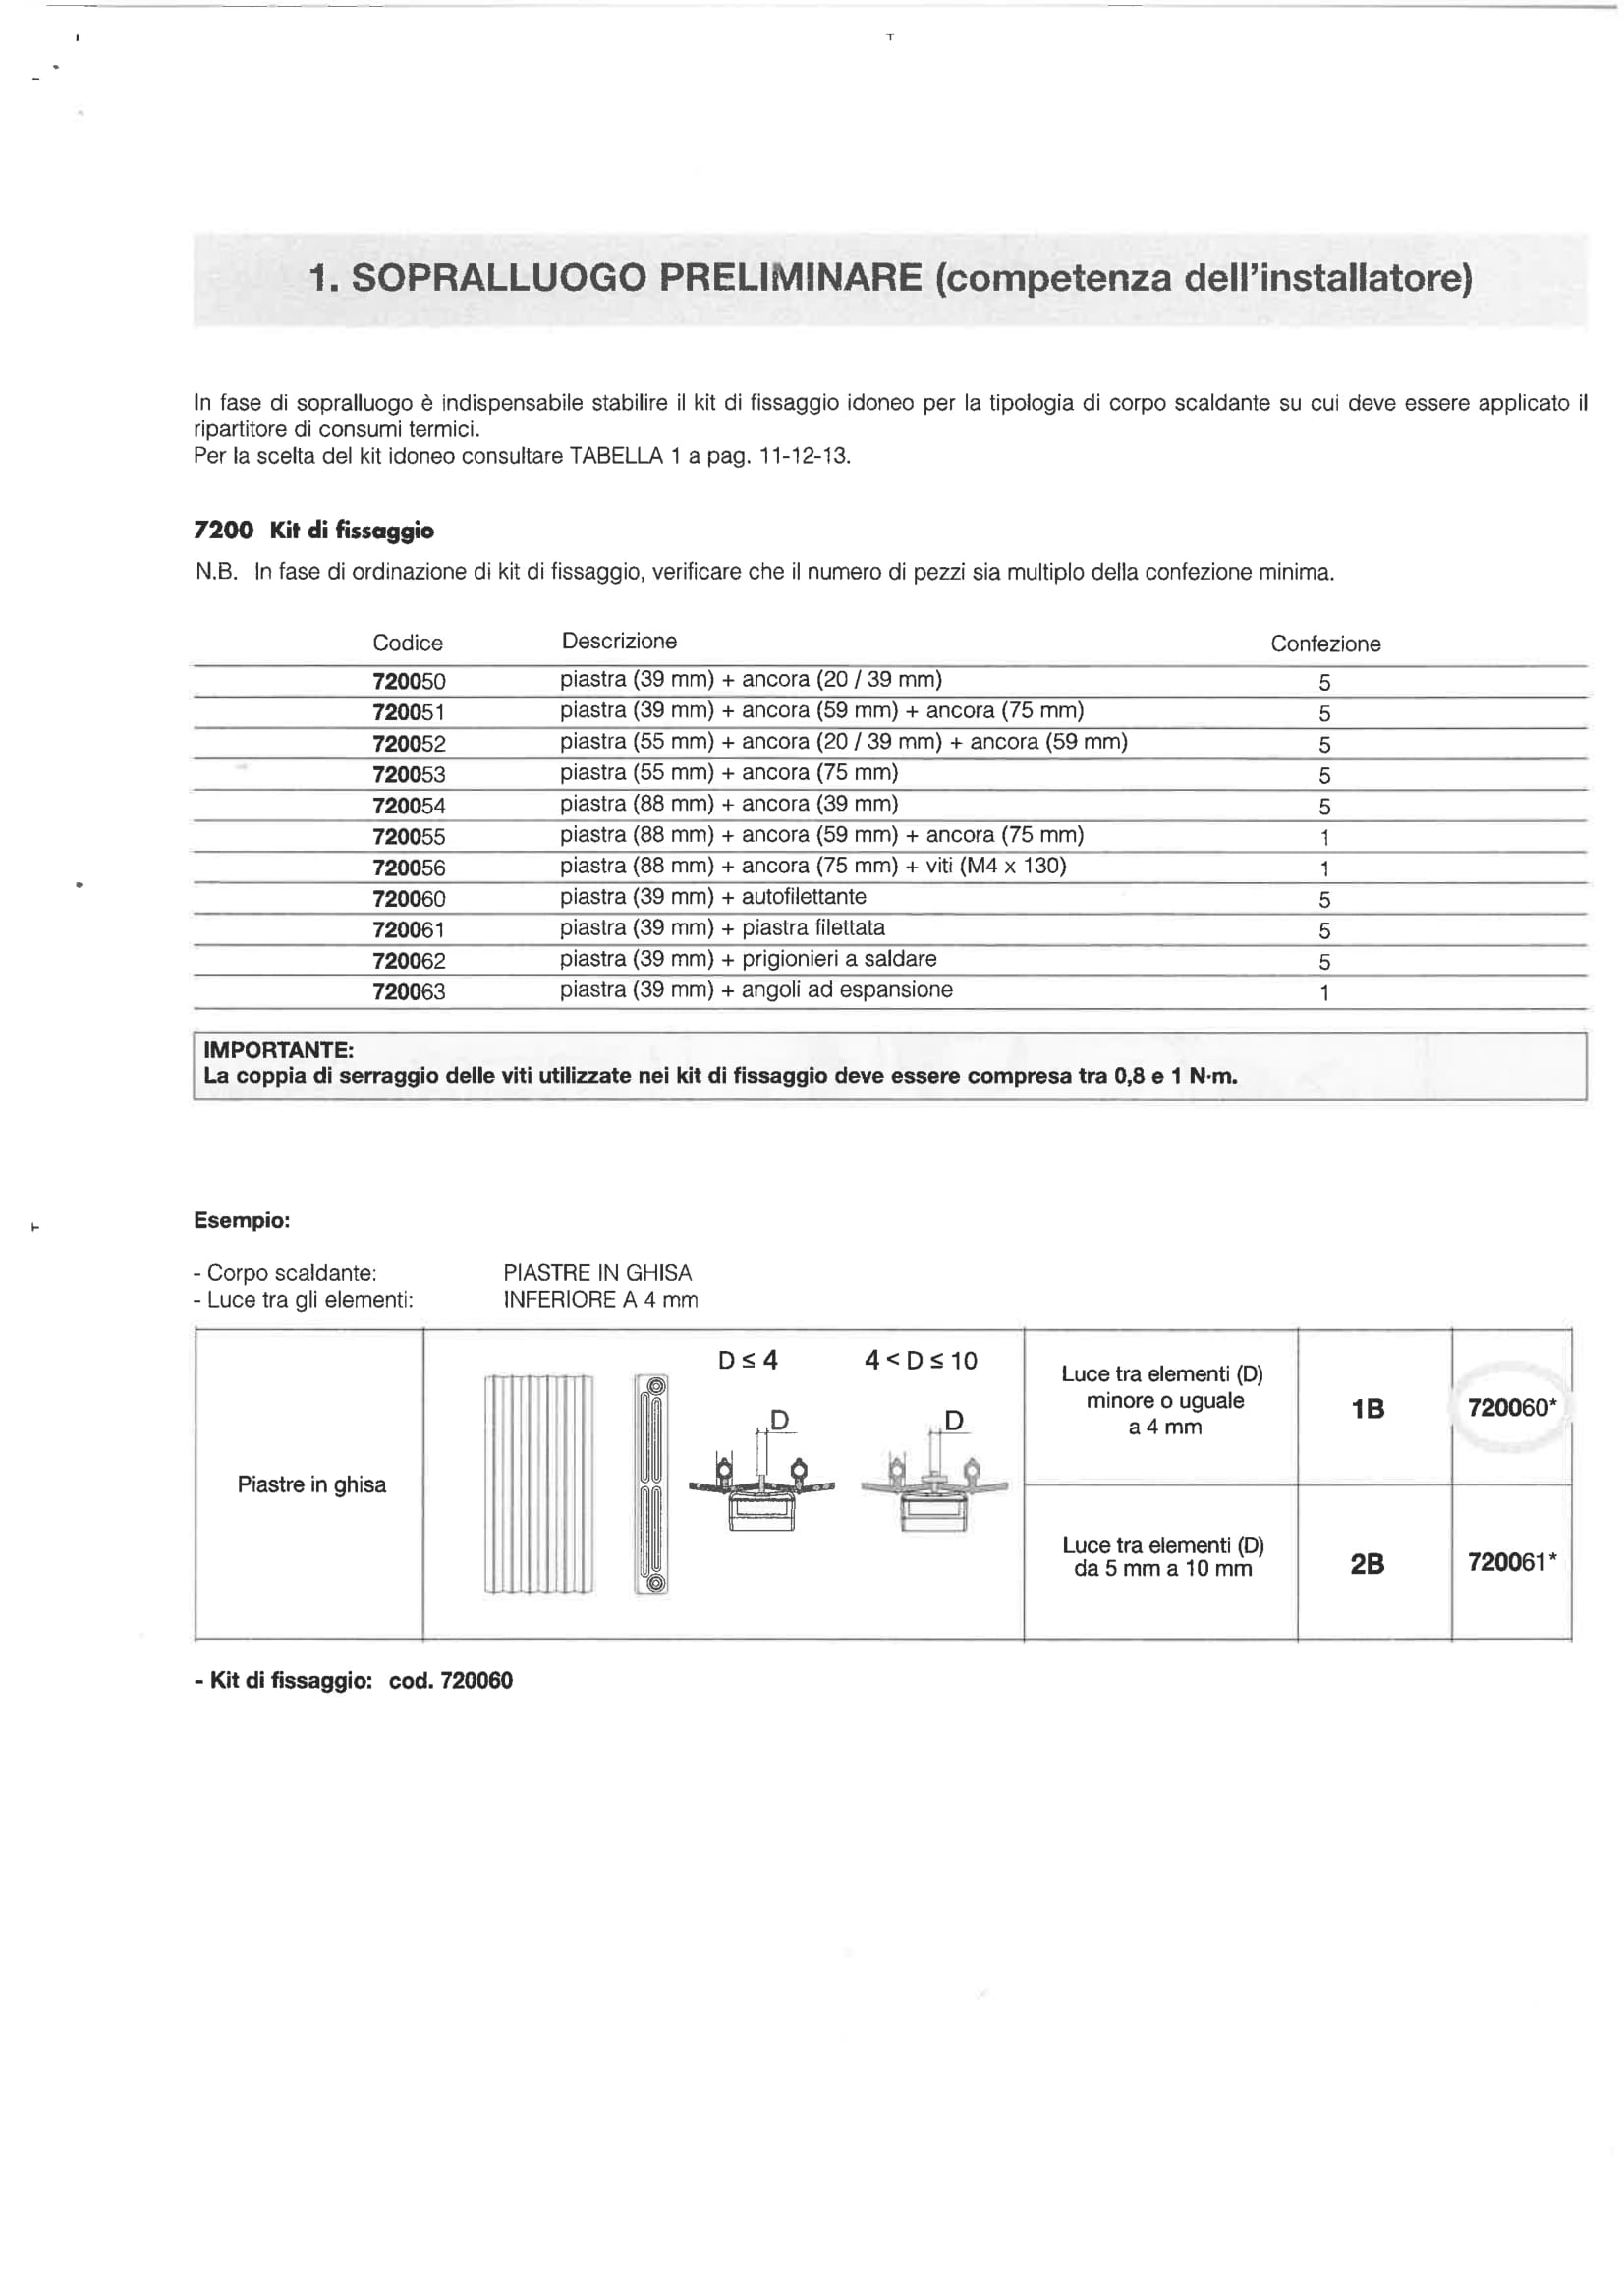 1. SOPRALLUOGO PRELIMINARE (competenza dell'installatore)
In fase di sopralluogo è indispensabile stabilire il kit di fissaggio idoneo per la tipologia di corpo scaldante su cui deve essere applicato il
ripartitore di consumi termici.
Per la scelta del kit idoneo consultare TABELLA 1 a pag. 11-12-13.
7200 Kit di fissaggio
N.B. In fase di ordinazione di kit di fissaggio, verificare che il numero di pezzi sia multiplo della confezione minima.
Codice Descrizione Confezione
720050 piastra (39 mm) + ancora (20 / 39 mm) 5
720051 piastra (39 mm) + ancora (59 mm) + ancora (75 mm) 5
720052 piastra (55 mm) + ancora (20 / 39 mm) + ancora (59 mm) 5
720053 piastra (55 mm) + ancora (75 mm) 5
720054 piastra (88 mm) + ancora (39 mm) 5
720055 piastra (88 mm) + ancora (59 mm) + ancora (75 mm) 1
720056 piastra (88 mm) + ancora (75 mm) + viti (M4 x 130) 1
720060 piastra (39 mm) + autofilettante 5
720061 piastra (39 mm) + piastra filettata 5
720062 piastra (39 mm) + prigionieri a saldare 5
720063 piastra (39 mm) + angoli ad espansione 1
IMPORTANTE:
La coppia di serraggio delle viti utilizzate nei kit di fissaggio deve essere compresa tra 0,8 e 1 N·m.
Esempio:
- Corpo scaldante: PIASTRE IN GHISA
- Luce tra gli elementi: INFERIORE A 4 mm
Piastre in ghisa
D ≤ 4 4 < D ≤ 10
D D
Luce tra elementi (D)
minore o uguale
a 4 mm
1B 720060*
Luce tra elementi (D)
da 5 mm a 10 mm
2B 720061*
- Kit di fissaggio: cod. 720060